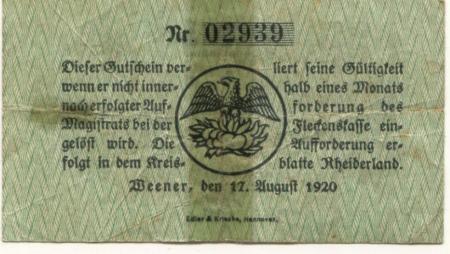 Nr. 02939
Dieser Gutschein ver- liert seine Gültigkeit
wenn er nicht inner- halb eines Monats
nach erfolgter Auf- forderung des
Magistrats bei der Fleckenskasse ein-
gelöst wird. Die Aufforderung er-
folgt in dem Kreis- blatte Rheiderland.
Weener, den 17. August 1920
Edler & Krische, Hannover.